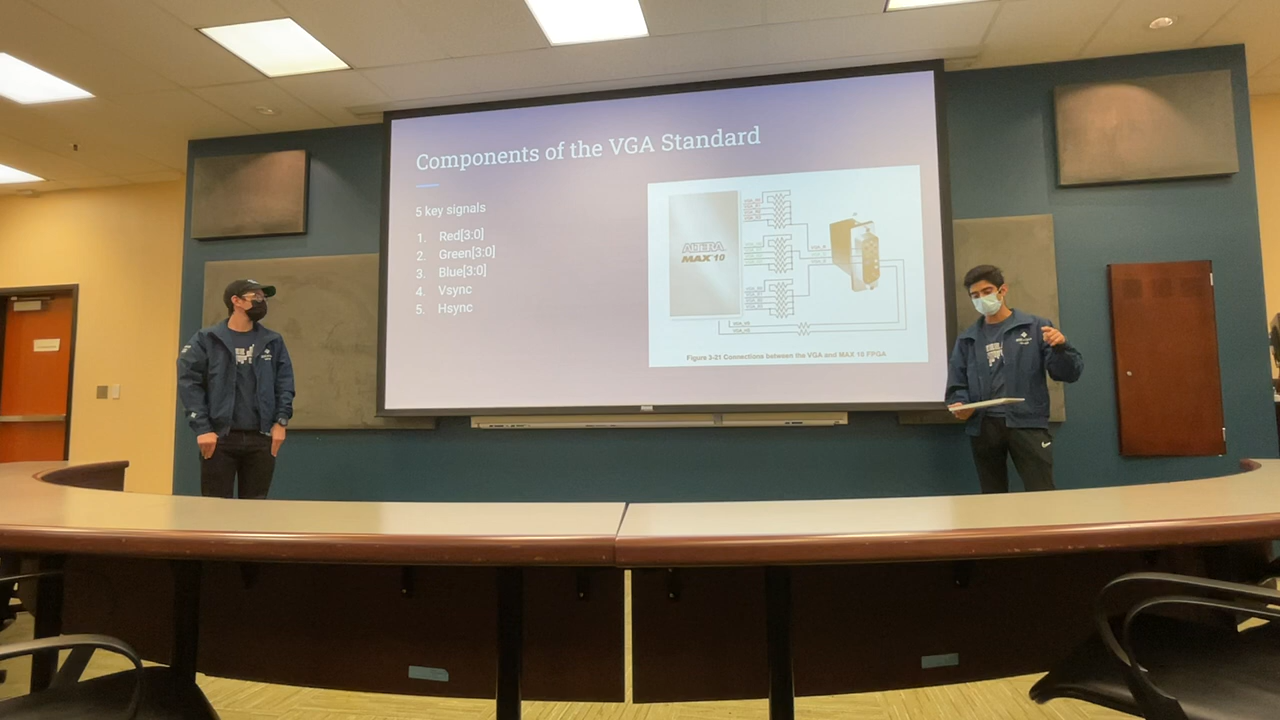 Components of the VGA Standard
5 key signals
1. Red[3:0]
2. Green[3:0]
3. Blue[3:0]
4. Vsync
5. Hsync
ALTERA
MAX 10
Figure 3-21 Connections between the VGA and MAX 10 FPGA